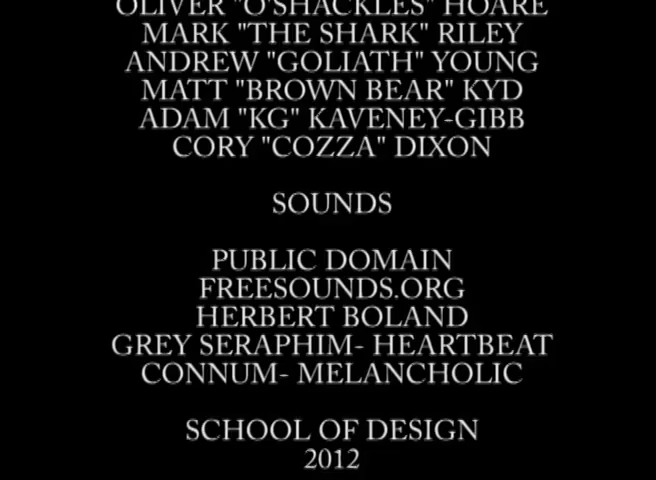 OLIVER "O'SHACKLES" HOARE
MARK "THE SHARK" RILEY
ANDREW "GOLIATH" YOUNG
MATT "BROWN BEAR" KYD
ADAM "KG" KAVENEY-GIBB
CORY "COZZA" DIXON
SOUNDS
PUBLIC DOMAIN
FREESOUNDS.ORG
HERBERT BOLAND
GREY SERAPHIM- HEARTBEAT
CONNUM- MELANCHOLIC
SCHOOL OF DESIGN
2012